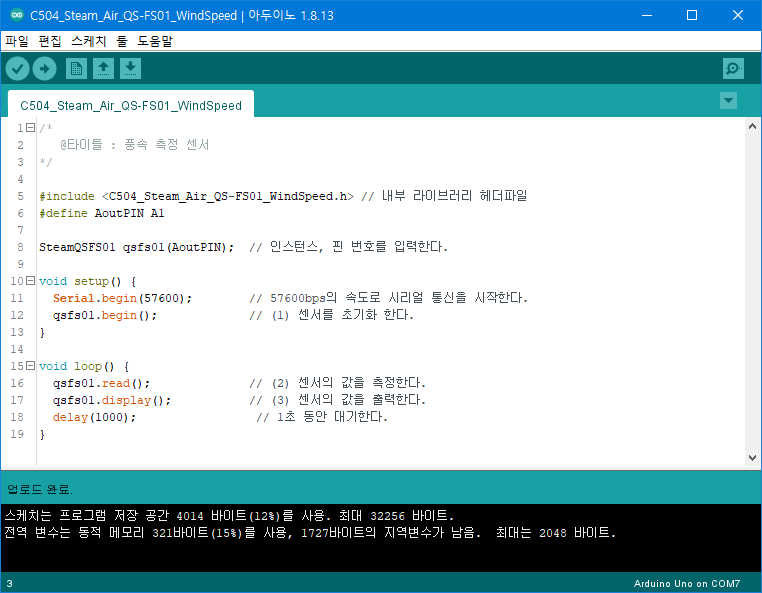 C504_Steam_Air_QS-FS01_WindSpeed | 아두이노 1.8.13
파일 편집 스케치 툴 도움말
C504_Steam_Air_QS-FS01_WindSpeed
1 /*
2 @타이틀 : 풍속 측정 센서
3 */
4
5 #include <C504_Steam_Air_QS-FS01_WindSpeed.h> // 내부 라이브러리 헤더파일
6 #define AoutPIN A1
7
8 SteamQSFS01 qsfs01(AoutPIN); // 인스턴스, 핀 번호를 입력한다.
9
10 void setup() {
11 Serial.begin(57600); // 57600bps의 속도로 시리얼 통신을 시작한다.
12 qsfs01.begin(); // (1) 센서를 초기화 한다.
13 }
14
15 void loop() {
16 qsfs01.read(); // (2) 센서의 값을 측정한다.
17 qsfs01.display(); // (3) 센서의 값을 출력한다.
18 delay(1000); // 1초 동안 대기한다.
19 }
업로드 완료.
스케치는 프로그램 저장 공간 4014 바이트(12%)를 사용. 최대 32256 바이트.
전역 변수는 동적 메모리 321바이트(15%)를 사용, 1727바이트의 지역변수가 남음.  최대는 2048 바이트.
3 Arduino Uno on COM7